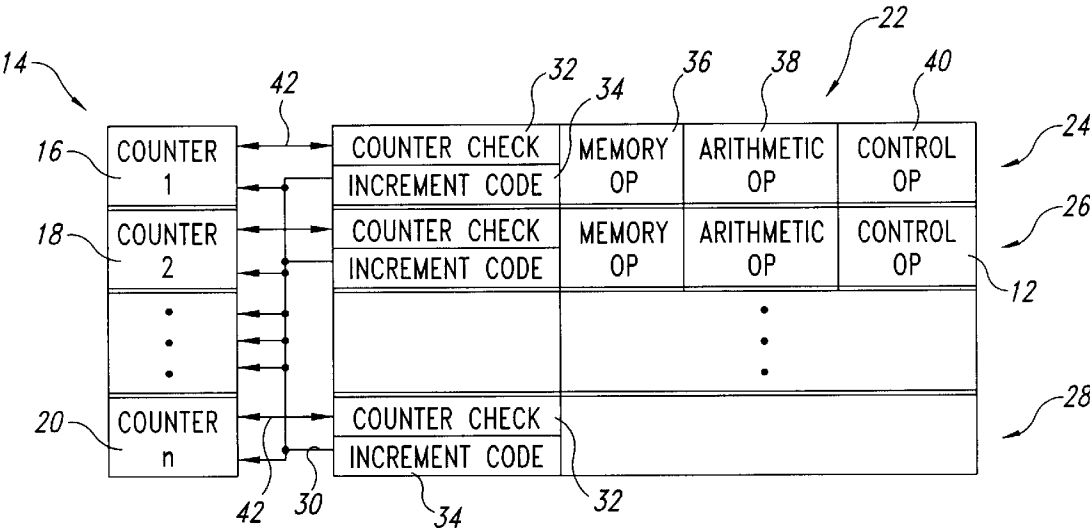 22
14
42
32
36
38
34
40
24
16
COUNTER
1
COUNTER CHECK
INCREMENT CODE
MEMORY
OP
ARITHMETIC
OP
CONTROL
OP
26
18
COUNTER
2
COUNTER CHECK
INCREMENT CODE
MEMORY
OP
ARITHMETIC
OP
CONTROL
OP
12
28
20
COUNTER
n
COUNTER CHECK
INCREMENT CODE
42
30
34
32